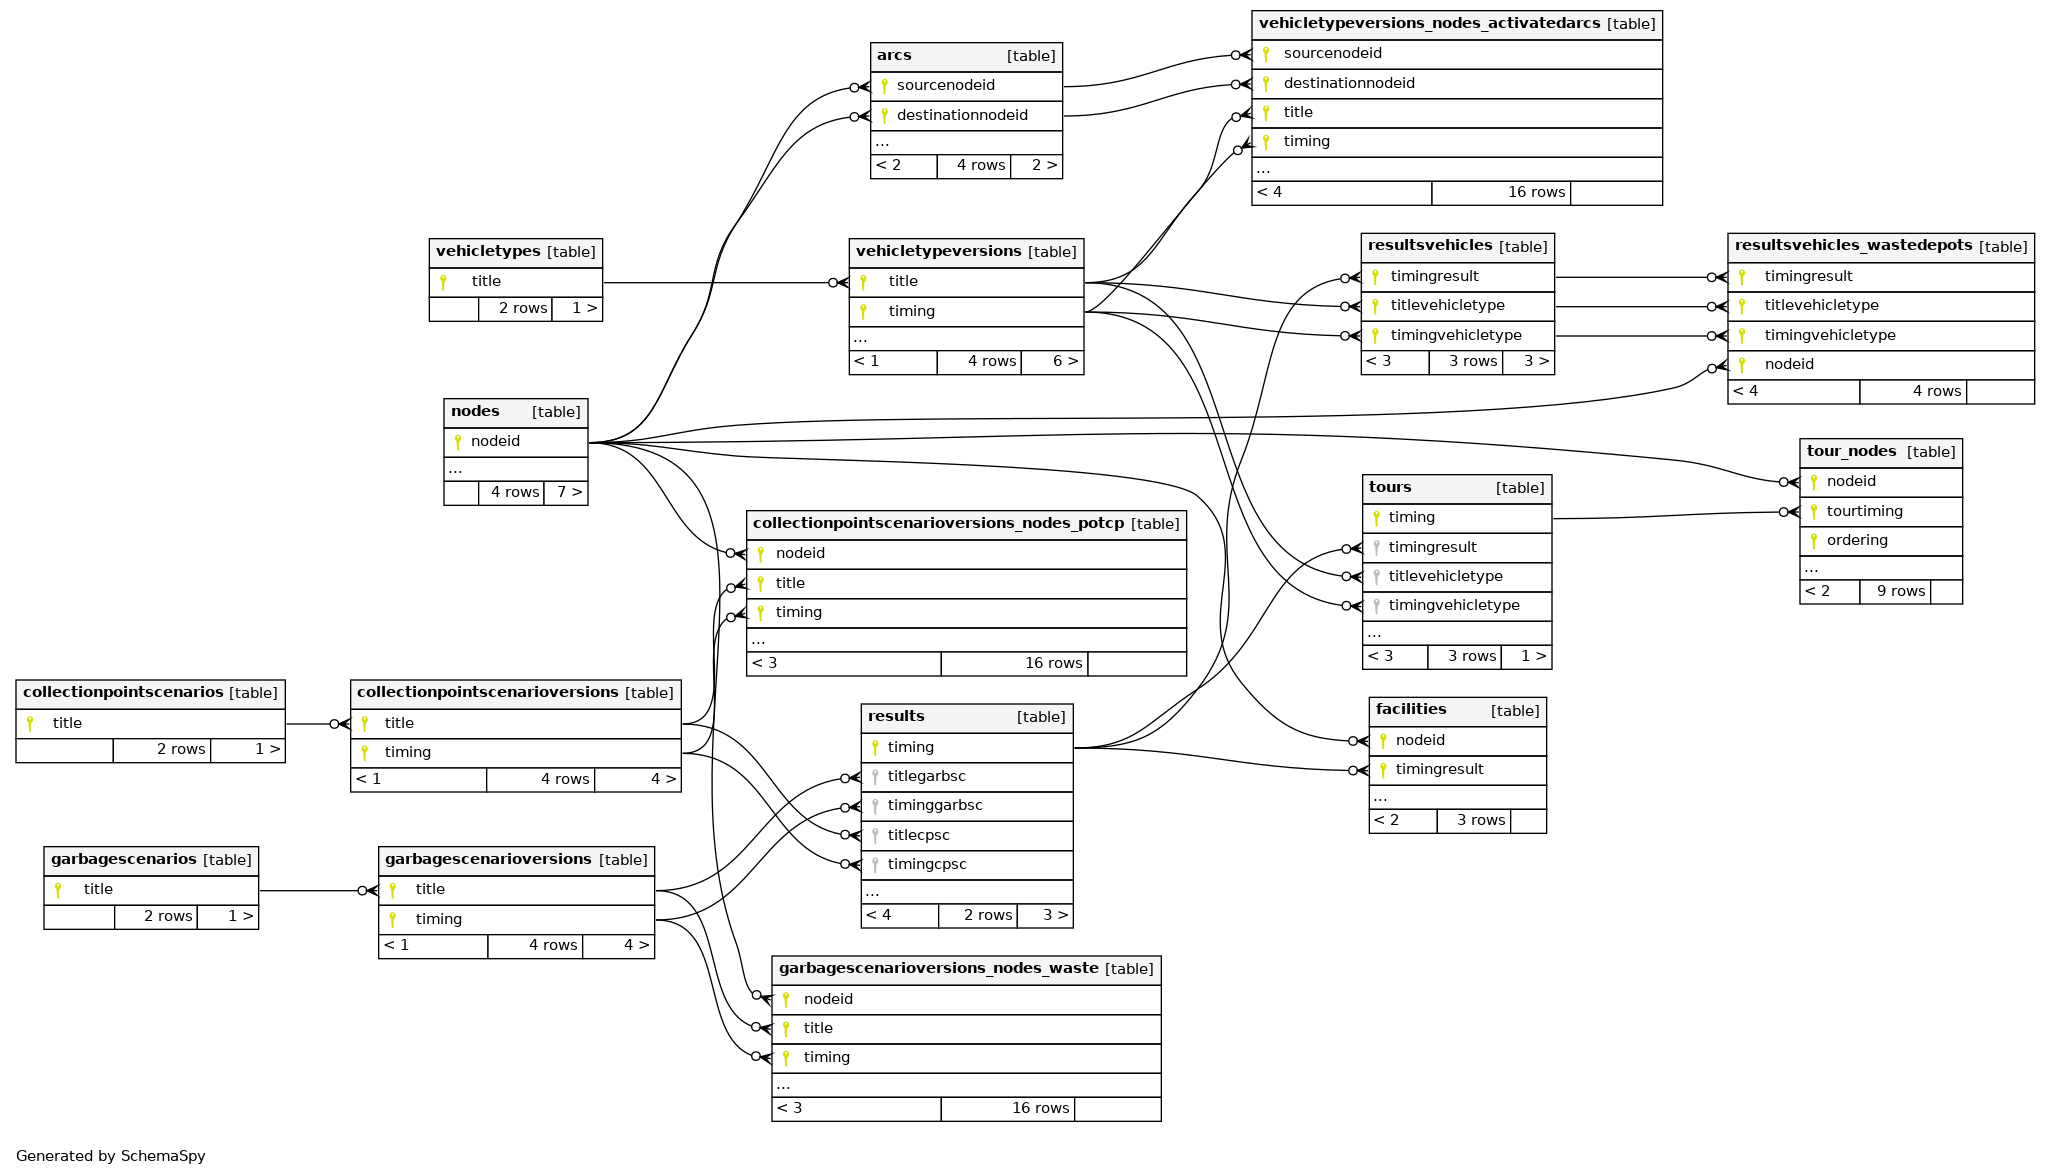 vehicletypeversions_nodes_activatedarcs [table]
sourcenodeid
destinationnodeid
title
timing
...
< 4 16 rows
arcs [table]
sourcenodeid
destinationnodeid
...
< 2 4 rows 2 >
vehicletypes [table]
title
2 rows 1 >
vehicletypeversions [table]
title
timing
...
< 1 4 rows 6 >
resultsvehicles [table]
timingresult
titlevehicletype
timingvehicletype
< 3 3 rows 3 >
resultsvehicles_wastedepots [table]
timingresult
titlevehicletype
timingvehicletype
nodeid
< 4 4 rows
nodes [table]
nodeid
...
4 rows 7 >
tour_nodes [table]
nodeid
tourtiming
ordering
...
< 2 9 rows
tours [table]
timing
timingresult
titlevehicletype
timingvehicletype
...
< 3 3 rows 1 >
collectionpointscenarioversions_nodes_potcp [table]
nodeid
title
timing
...
< 3 16 rows
collectionpointscenarios [table]
title
2 rows 1 >
collectionpointscenarioversions [table]
title
timing
< 1 4 rows 4 >
results [table]
timing
titlegarbsc
timinggarbsc
titlecpsc
timingcpsc
...
< 4 2 rows 3 >
facilities [table]
nodeid
timingresult
...
< 2 3 rows
garbagescenarios [table]
title
2 rows 1 >
garbagescenarioversions [table]
title
timing
< 1 4 rows 4 >
garbagescenarioversions_nodes_waste [table]
nodeid
title
timing
...
< 3 16 rows
Generated by SchemaSpy